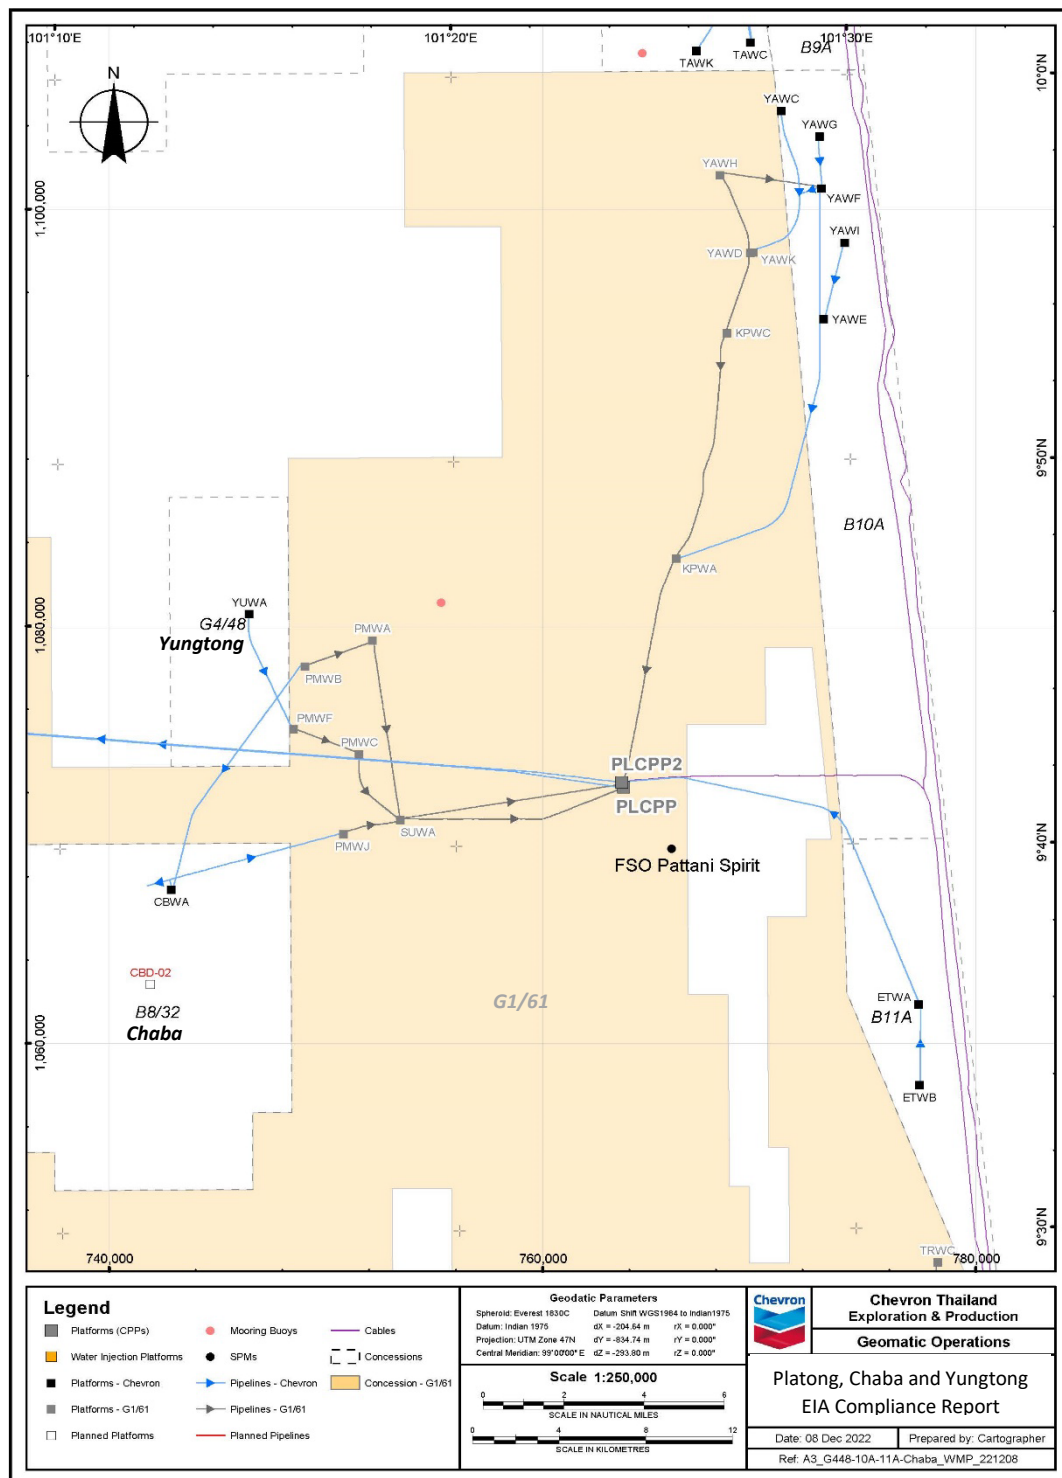 101°10'E
101°20'E
101°30'E
N
TAWK
TAWC
B9A
10°0'N
YAWC
YAWG
YAWH
YAWF
1,100,000
YAWI
YAWD
YAWK
KPWC
YAWE
9°50'N
B10A
KPWA
YUWA
G4/48
Yungtong
1,080,000
PMWA
PMWB
PMWF
PMWC
PLCPP2
PLCPP
SUWA
PMWJ
FSO Pattani Spirit
9°40'N
CBWA
CBD-02
B8/32
Chaba
G1/61
ETWA
B11A
1,060,000
ETWB
9°30'N
TRWC
740,000
760,000
780,000
Legend
Platforms (CPPs)
Water Injection Platforms
Platforms - Chevron
Platforms - G1/61
Planned Platforms
Mooring Buoys
SPMs
Pipelines - Chevron
Pipelines - G1/61
Planned Pipelines
Cables
Concessions
Concession - G1/61
Geodatic Parameters
Spheroid: Everest 1830C
Datum: Indian 1975
Projection: UTM Zone 47N
Central Meridian: 99°00'00" E
Datum Shift WGS1984 to Indian1975
dX = -204.64 m rX = 0.000"
dY = -834.74 m rY = 0.000"
dZ = -293.80 m rZ = 0.000"
Scale 1:250,000
0 2 4 6
SCALE IN NAUTICAL MILES
0 4 8 12
SCALE IN KILOMETRES
Chevron
Chevron Thailand
Exploration & Production
Geomatic Operations
Platong, Chaba and Yungtong
EIA Compliance Report
Date: 08 Dec 2022
Prepared by: Cartographer
Ref: A3_G448-10A-11A-Chaba_WMP_221208